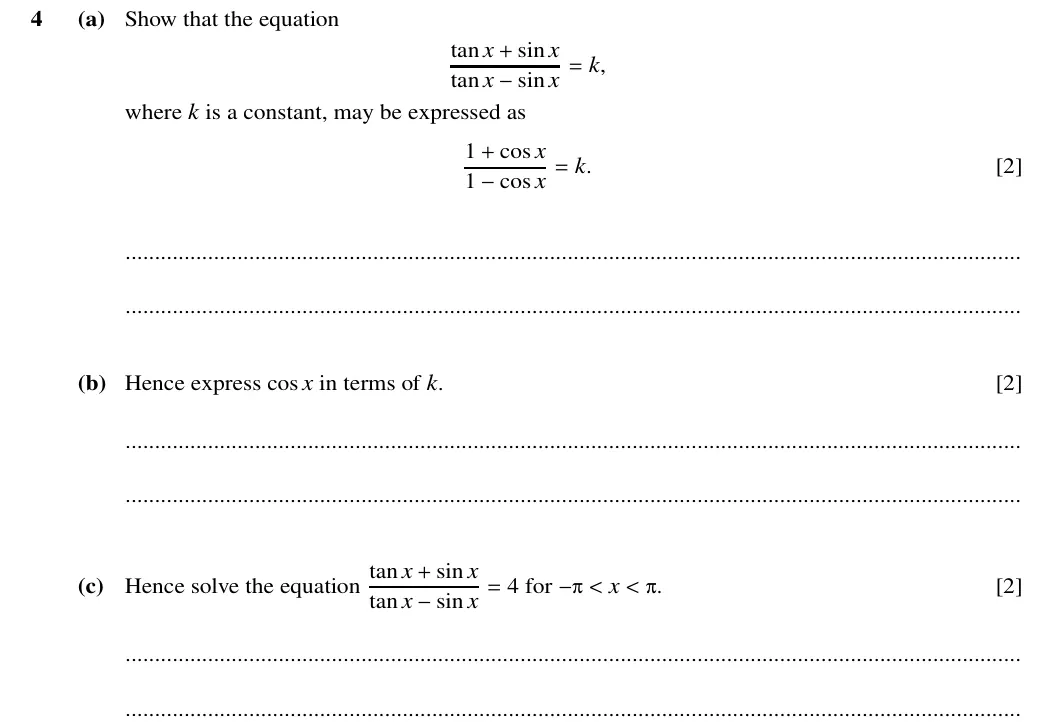 4 (a) Show that the equation
tan x + sin x
tan x − sin x
= k,
where k is a constant, may be expressed as
1 + cos x
1 − cos x
= k. [2]
(b) Hence express cos x in terms of k. [2]
(c) Hence solve the equation (tan x + sin x)/(tan x − sin x) = 4 for −π < x < π. [2]